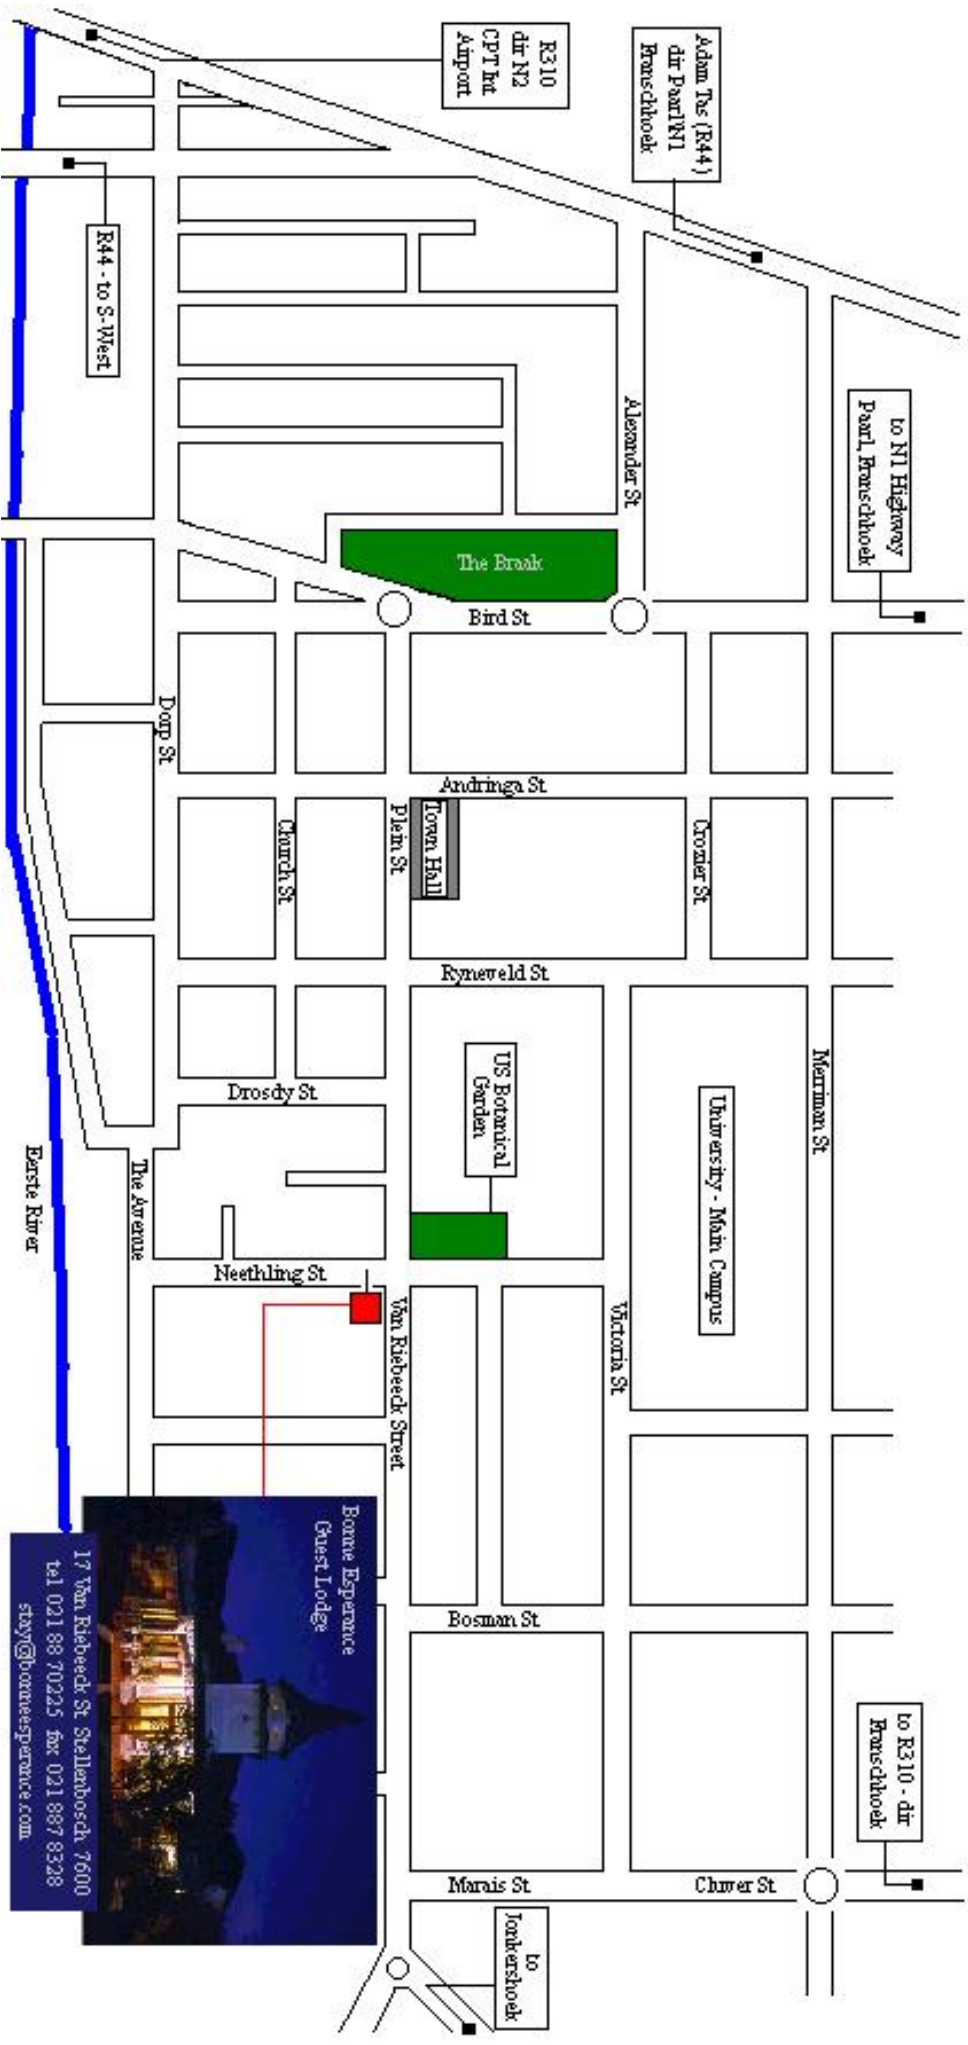 R310
dir N2
CPT Int
Airport
Adam Tas (R44)
dir Paarl/N1
Franschhoek
to N1 Highway
Paarl, Franschhoek
to R310 - dir
Franschhoek
R44 - to S-West
Alexander St
The Braak
Bird St
Dorp St
Andringa St
Town Hall
Plein St
Church St
Crozier St
Ryneveld St
Merriman St
US Botanical
Garden
University - Main Campus
Drosdy St
The Avenue
Eerste River
Neethling St
Van Riebeeck Street
Victoria St
Bosman St
Marais St
Cluver St
to
Jonkershoek
Bonne Esperance
Guest Lodge
17 Van Riebeeck St Stellenbosch 7600
tel 021 88 70225 fax 021 887 8328
stay@bonneesperance.com